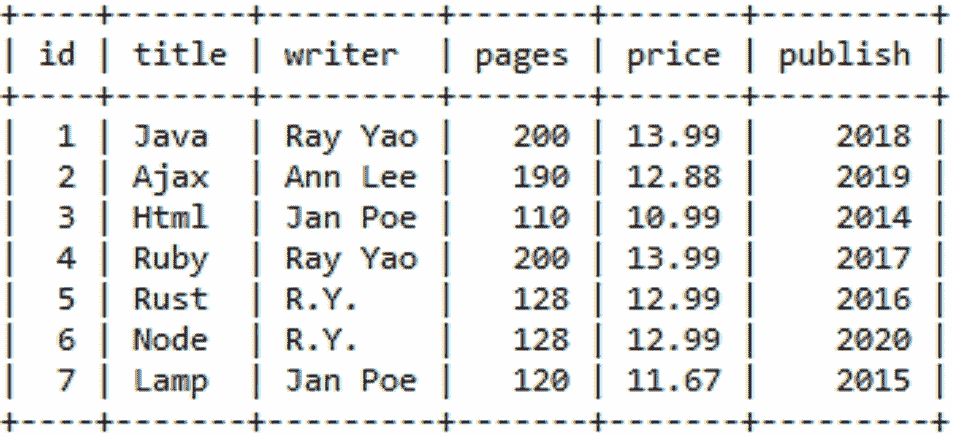 +----+-------+---------+-------+-------+---------+
| id | title | writer  | pages | price | publish |
+----+-------+---------+-------+-------+---------+
|  1 | Java  | Ray Yao |   200 | 13.99 |    2018 |
|  2 | Ajax  | Ann Lee |   190 | 12.88 |    2019 |
|  3 | Html  | Jan Poe |   110 | 10.99 |    2014 |
|  4 | Ruby  | Ray Yao |   200 | 13.99 |    2017 |
|  5 | Rust  | R.Y.    |   128 | 12.99 |    2016 |
|  6 | Node  | R.Y.    |   128 | 12.99 |    2020 |
|  7 | Lamp  | Jan Poe |   120 | 11.67 |    2015 |
+----+-------+---------+-------+-------+---------+